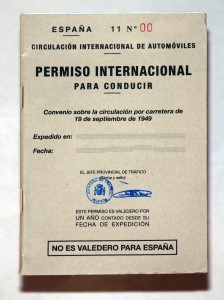 ESPAÑA 11 Nº 00
CIRCULACIÓN INTERNACIONAL DE AUTOMÓVILES
PERMISO INTERNACIONAL
PARA CONDUCIR
Convenio sobre la circulación por carretera de
19 de septiembre de 1949
Expedido en:
Fecha:
EL JEFE PROVINCIAL DE TRÁFICO
(Firma y sello)
ESTE PERMISO ES VALEDERO POR
UN AÑO CONTADO DESDE SU
FECHA DE EXPEDICIÓN
NO ES VALEDERO PARA ESPAÑA